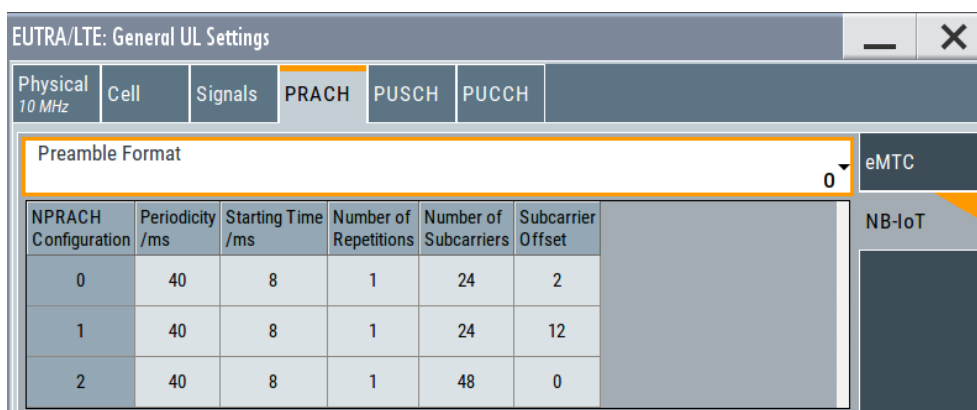 EUTRA/LTE: General UL Settings
Physical 10 MHz Cell Signals PRACH PUSCH PUCCH
Preamble Format
0
eMTC
NB-IoT
NPRACH Configuration Periodicity /ms Starting Time /ms Number of Repetitions Number of Subcarriers Subcarrier Offset
0 40 8 1 24 2
1 40 8 1 24 12
2 40 8 1 48 0